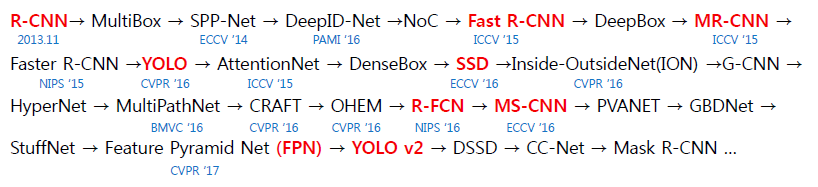 R-CNN→ MultiBox → SPP-Net → DeepID-Net →NoC → Fast R-CNN → DeepBox → MR-CNN →
2013.11 ECCV ‘14 PAMI ‘16 ICCV ‘15 ICCV ‘15
Faster R-CNN →YOLO → AttentionNet → DenseBox → SSD →Inside-OutsideNet(ION) →G-CNN →
NIPS ‘15 CVPR ‘16 ICCV ‘15 ECCV ‘16 CVPR ‘16
HyperNet → MultiPathNet → CRAFT → OHEM → R-FCN → MS-CNN → PVANET → GBDNet →
BMVC ‘16 CVPR ‘16 CVPR ‘16 NIPS ‘16 ECCV ‘16
StuffNet → Feature Pyramid Net (FPN) → YOLO v2 → DSSD → CC-Net → Mask R-CNN ...
CVPR ‘17